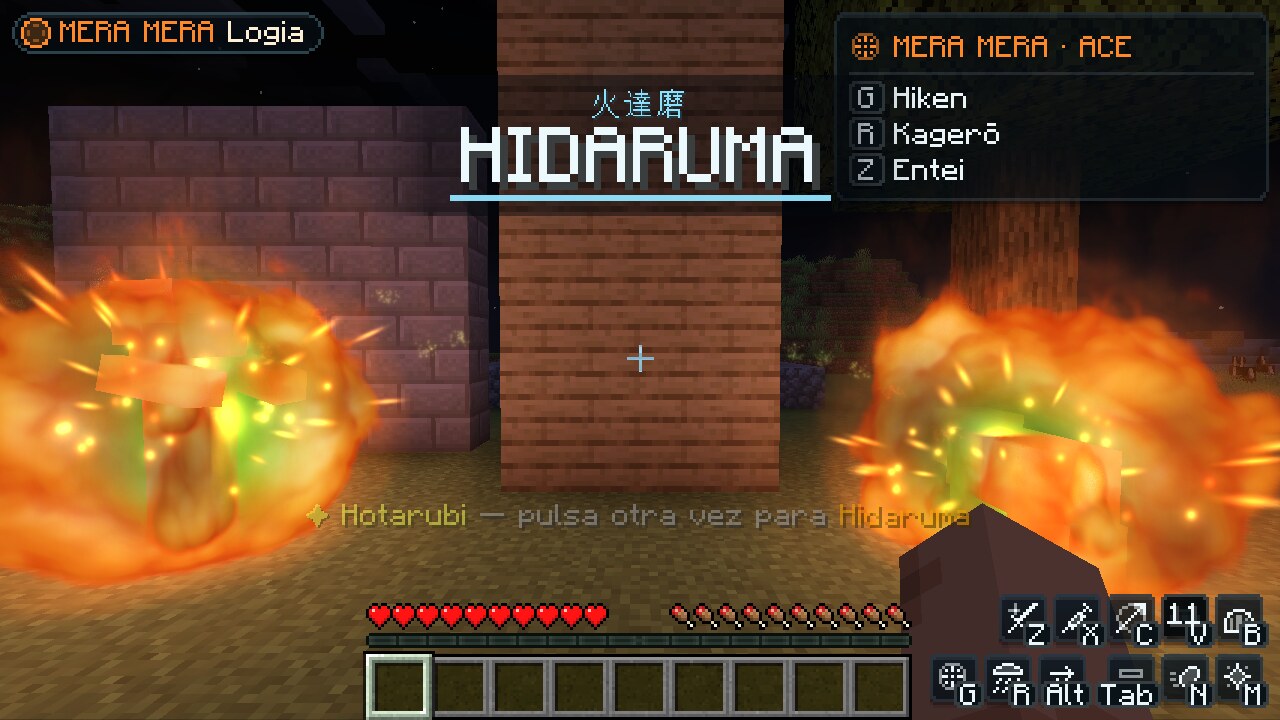 MERA MERA Logia
MERA MERA · ACE
G Hiken
R Kagerō
Z Entei
火達磨
HIDARUMA
Hotarubi — pulsa otra vez para Hidaruma
Z X C 11 V B
G R Alt Tab N M